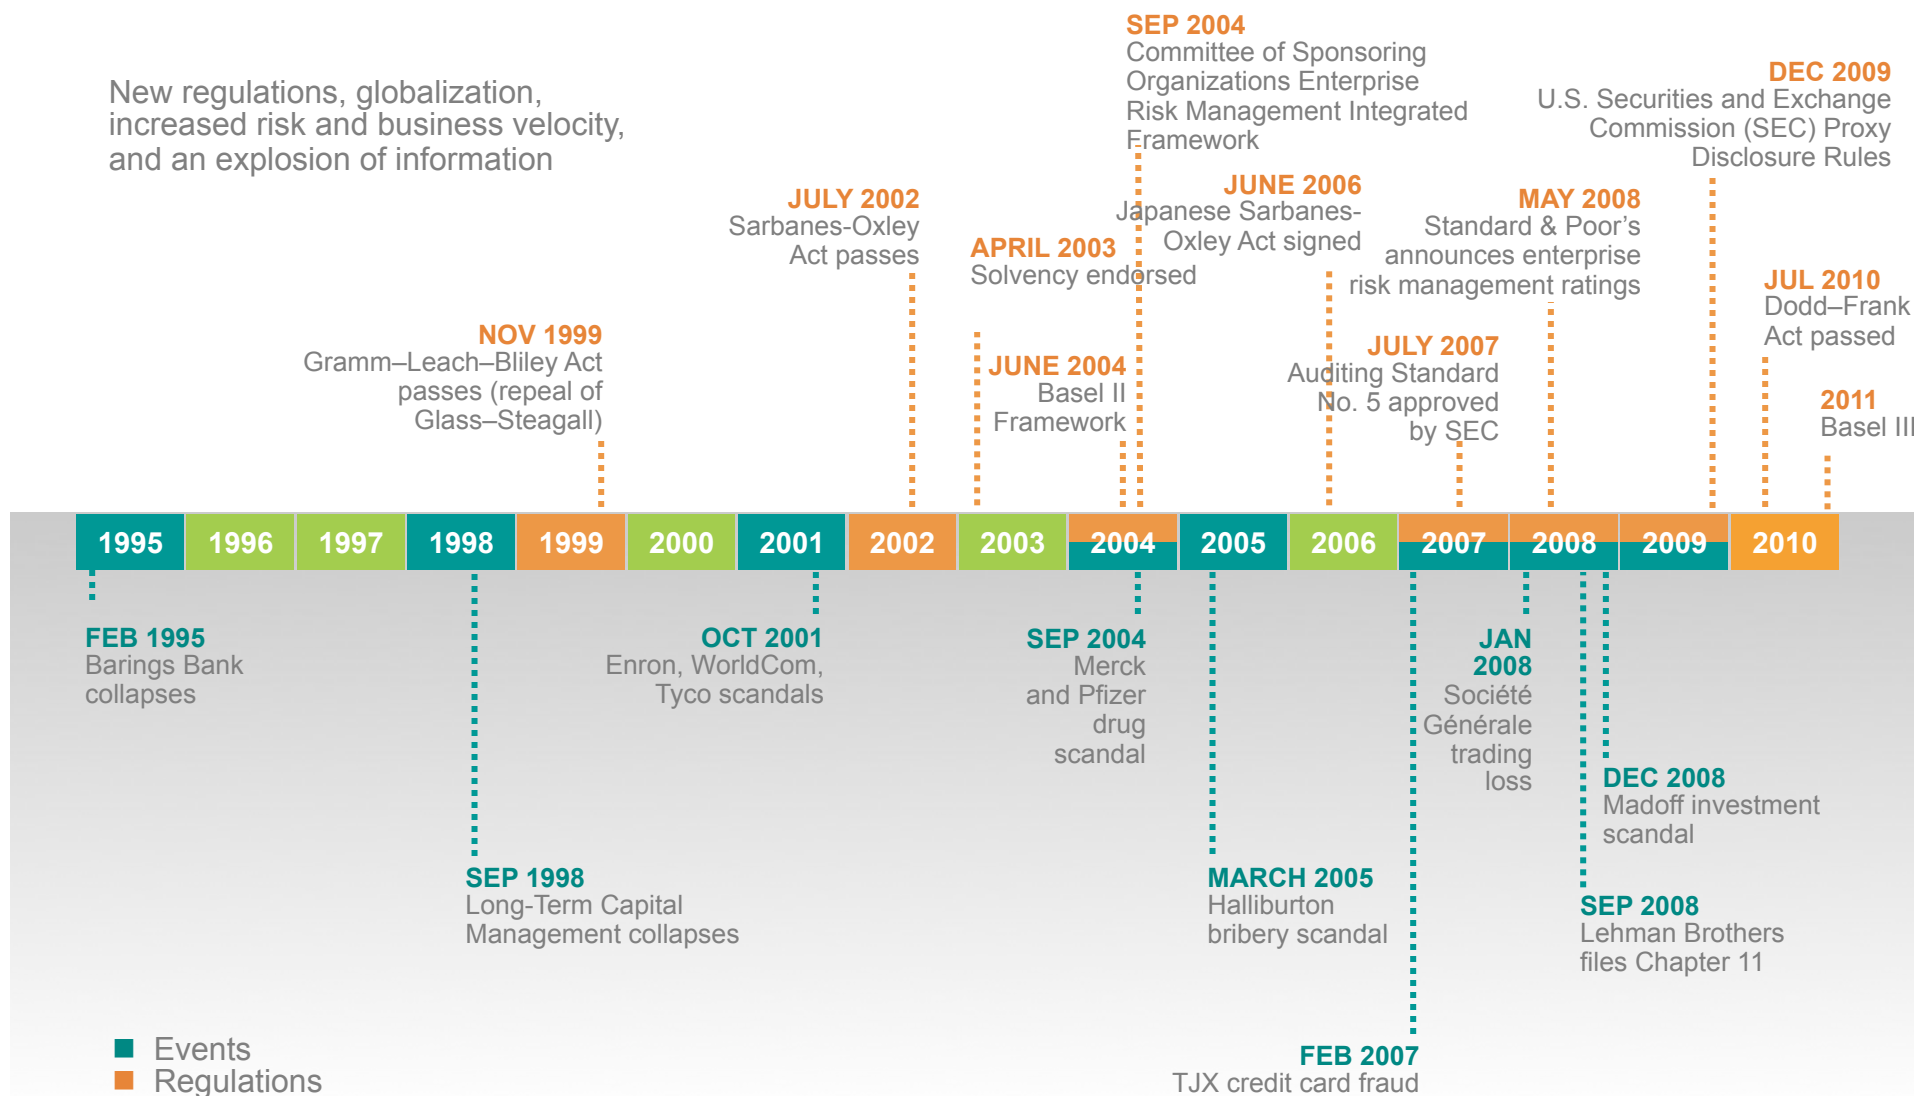 New regulations, globalization,
increased risk and business velocity,
and an explosion of information
SEP 2004
Committee of Sponsoring
Organizations Enterprise
Risk Management Integrated
Framework
DEC 2009
U.S. Securities and Exchange
Commission (SEC) Proxy
Disclosure Rules
JULY 2002
Sarbanes-Oxley
Act passes
APRIL 2003
Solvency endorsed
JUNE 2006
Japanese Sarbanes-
Oxley Act signed
MAY 2008
Standard & Poor's
announces enterprise
risk management ratings
JUL 2010
Dodd–Frank
Act passed
NOV 1999
Gramm–Leach–Bliley Act
passes (repeal of
Glass–Steagall)
JUNE 2004
Basel II
Framework
JULY 2007
Auditing Standard
No. 5 approved
by SEC
2011
Basel III
1995 1996 1997 1998 1999 2000 2001 2002 2003 2004 2005 2006 2007 2008 2009 2010
FEB 1995
Barings Bank
collapses
SEP 1998
Long-Term Capital
Management collapses
OCT 2001
Enron, WorldCom,
Tyco scandals
SEP 2004
Merck
and Pfizer
drug
scandal
MARCH 2005
Halliburton
bribery scandal
FEB 2007
TJX credit card fraud
JAN
2008
Société
Générale
trading
loss
SEP 2008
Lehman Brothers
files Chapter 11
DEC 2008
Madoff investment
scandal
Events
Regulations